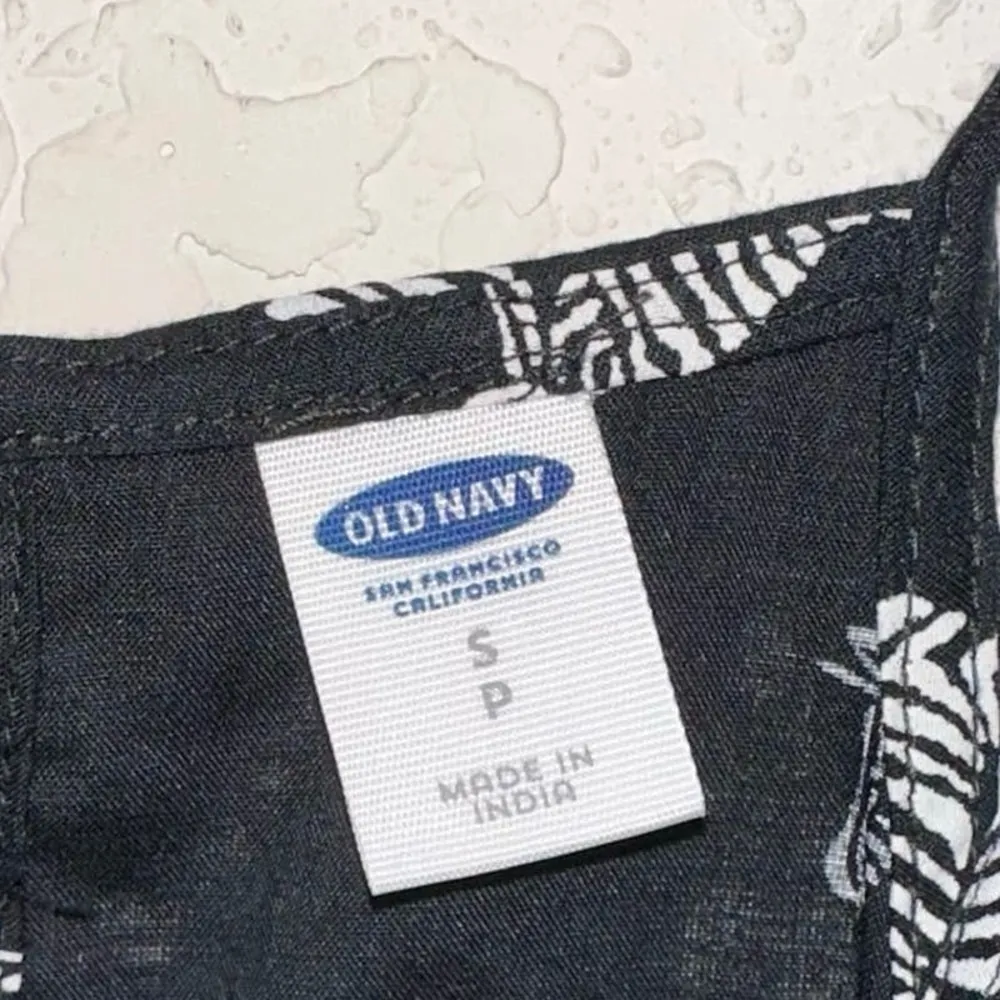 OLD NAVY
SAN FRANCISCO
CALIFORNIA
S
P
MADE IN
INDIA